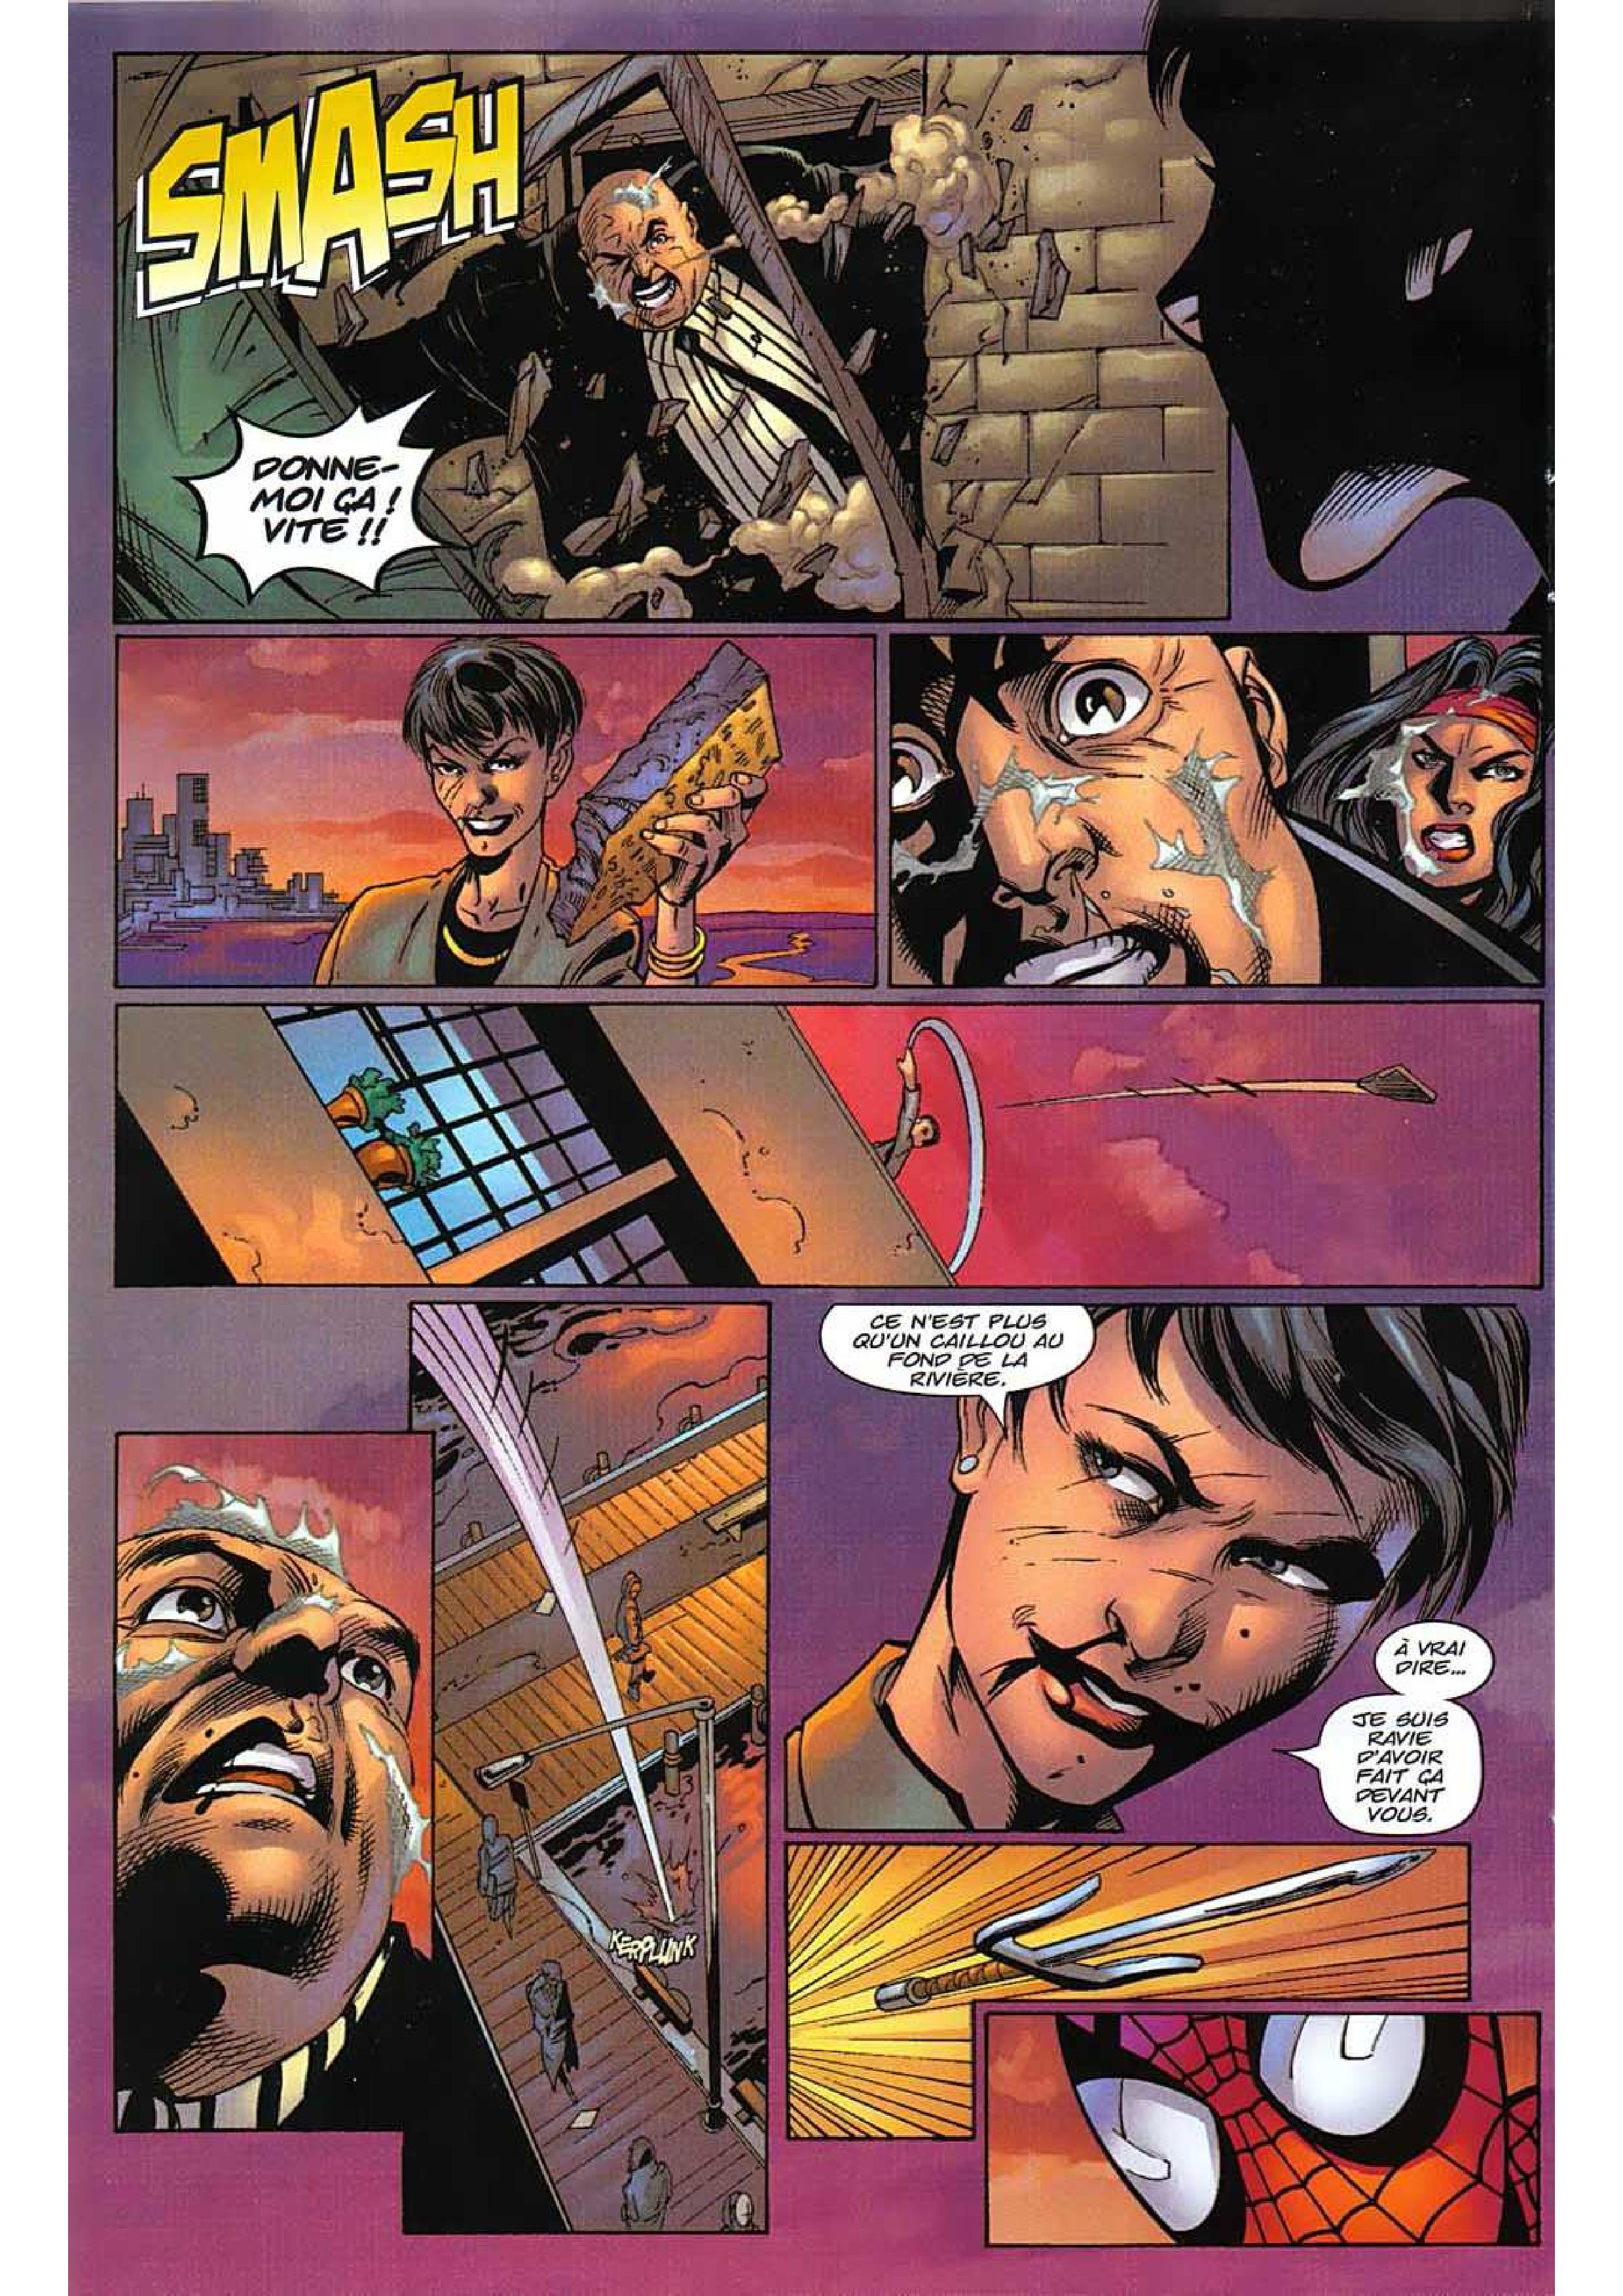 SMASH
DONNE-
MOI ÇA !
VITE !!
CE N'EST PLUS
QU'UN CAILLOU AU
FOND DE LA
RIVIÈRE.
KERPLUNK
À VRAI
DIRE...
JE SUIS
RAVIE
D'AVOIR
FAIT ÇA
DEVANT
VOUS.